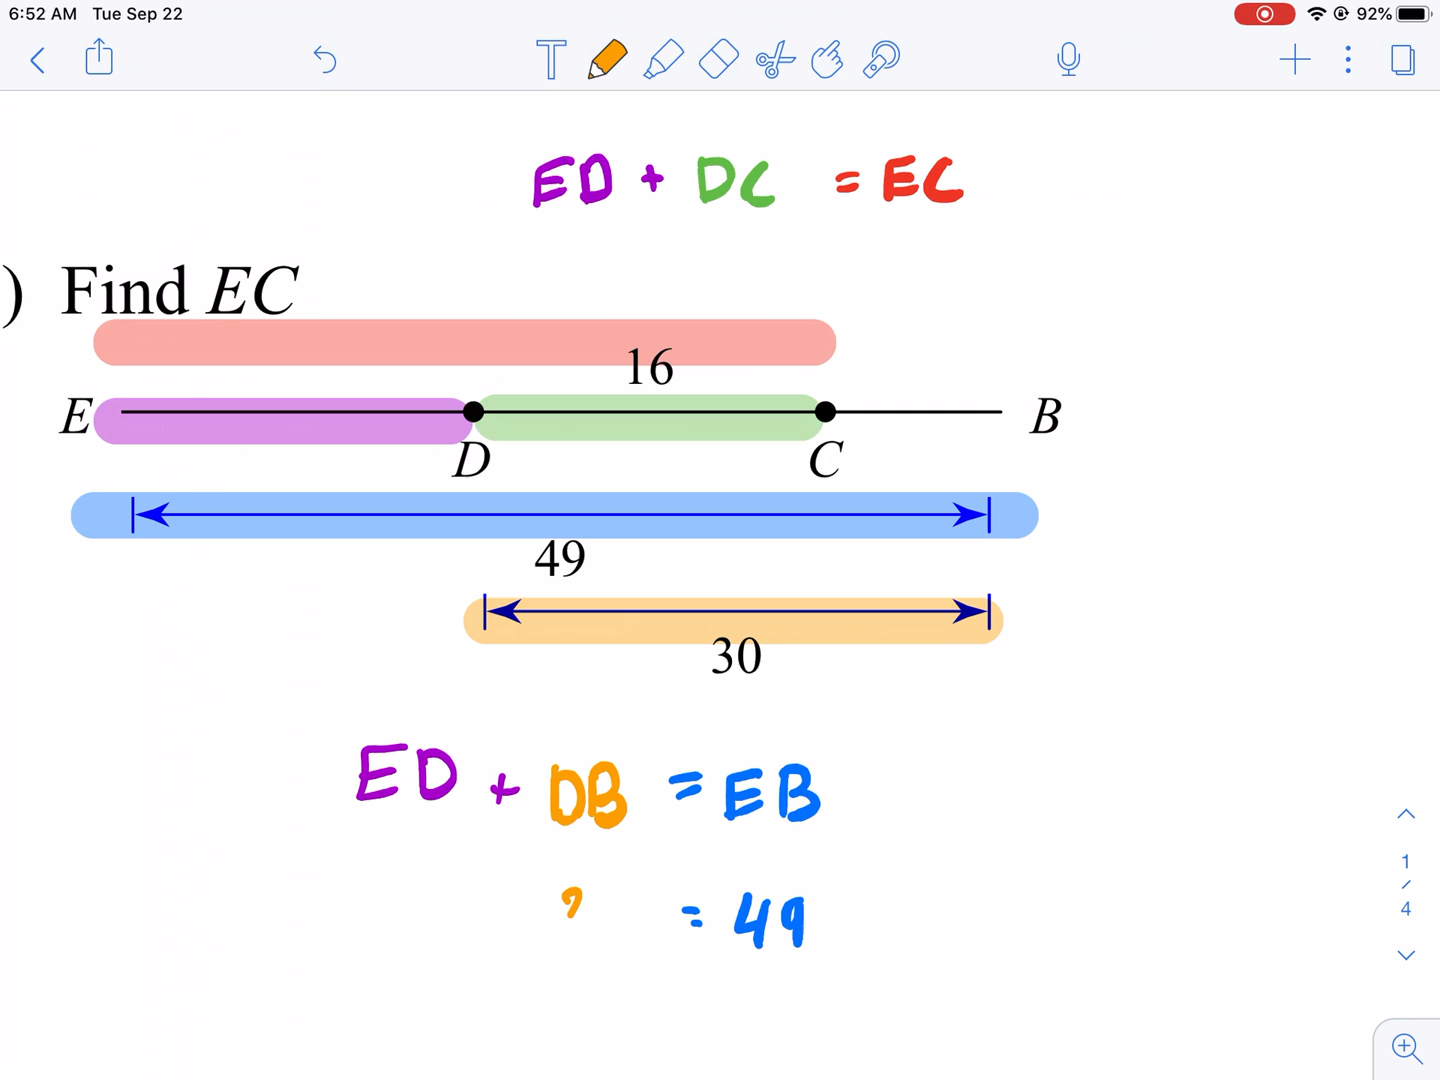 6:52 AM Tue Sep 22 92%
ED + DC = EC
) Find EC
16
E B
D C
49
30
ED + DB = EB
= 49
1
/
4